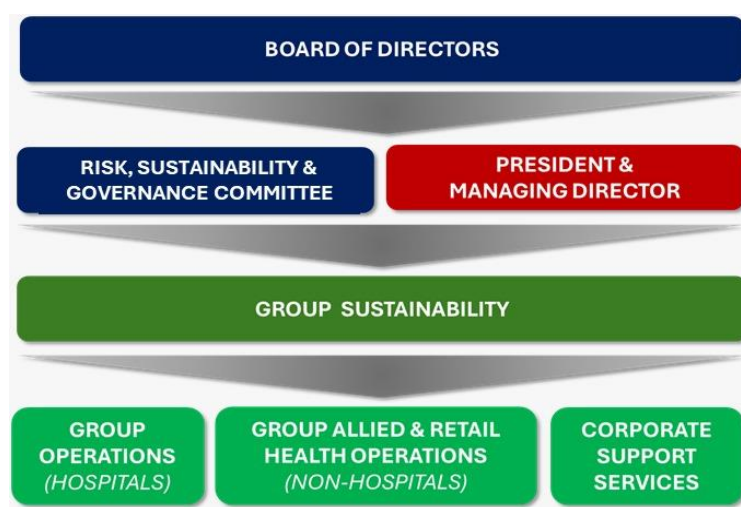 BOARD OF DIRECTORS
RISK, SUSTAINABILITY &
GOVERNANCE COMMITTEE
PRESIDENT &
MANAGING DIRECTOR
GROUP SUSTAINABILITY
GROUP
OPERATIONS
(HOSPITALS)
GROUP ALLIED & RETAIL
HEALTH OPERATIONS
(NON-HOSPITALS)
CORPORATE
SUPPORT
SERVICES